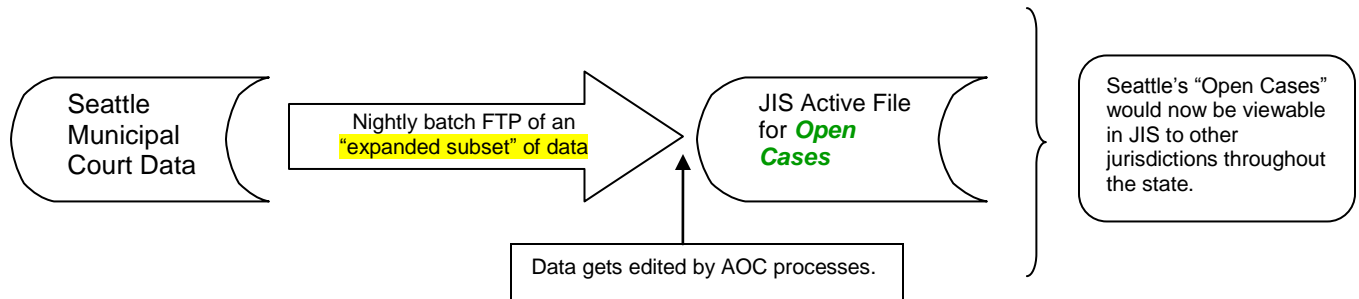 Seattle
Municipal
Court Data
Nightly batch FTP of an
“expanded subset” of data
JIS Active File
for Open
Cases
Seattle’s “Open Cases”
would now be viewable
in JIS to other
jurisdictions throughout
the state.
Data gets edited by AOC processes.